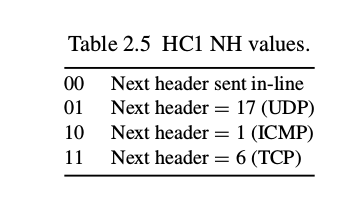 Table 2.5 HC1 NH values.
00 Next header sent in-line
01 Next header = 17 (UDP)
10 Next header = 1 (ICMP)
11 Next header = 6 (TCP)